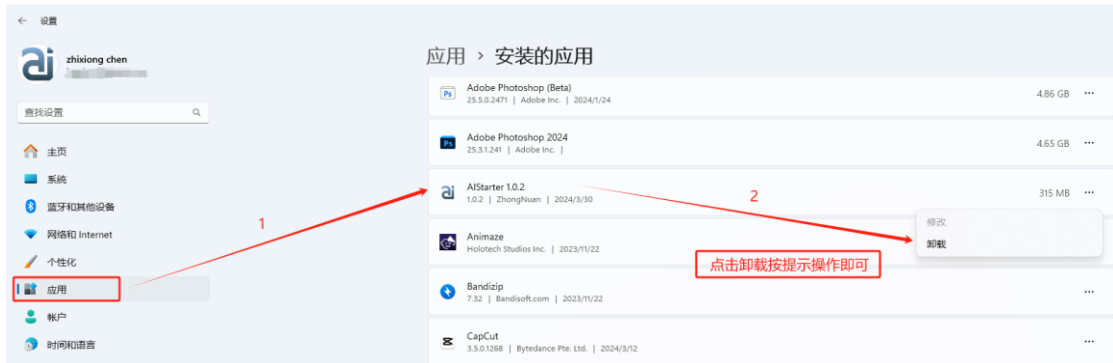 设置
zhixiong chen
查找设置
主页
系统
蓝牙和其他设备
网络和 Internet
个性化
应用
帐户
时间和语言
应用 › 安装的应用
Adobe Photoshop (Beta)
25.5.0.2471 | Adobe Inc. | 2024/1/24
4.86 GB
Adobe Photoshop 2024
25.3.1.241 | Adobe Inc. |
4.65 GB
AIStarter 1.0.2
1.0.2 | ZhongNuan | 2024/3/30
315 MB
修改
卸载
Animaze
Holotech Studios Inc. | 2023/11/22
Bandizip
7.32 | Bandisoft.com | 2023/11/22
CapCut
3.5.0.1268 | Bytedance Pte. Ltd. | 2024/3/12
1
2
点击卸载按提示操作即可